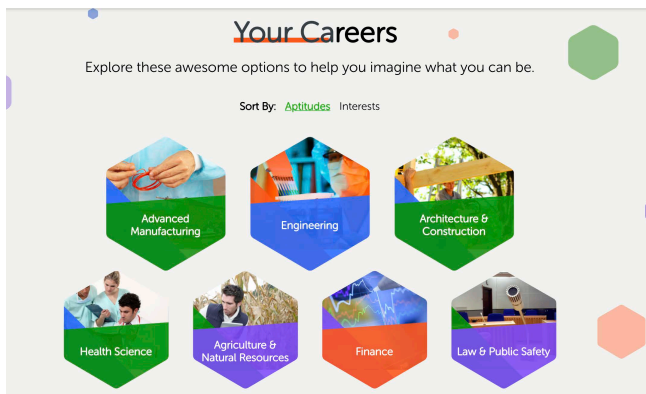 Your Careers
Explore these awesome options to help you imagine what you can be.
Sort By: Aptitudes Interests
Advanced
Manufacturing
Engineering
Architecture &
Construction
Health Science
Agriculture &
Natural Resources
Finance
Law & Public Safety